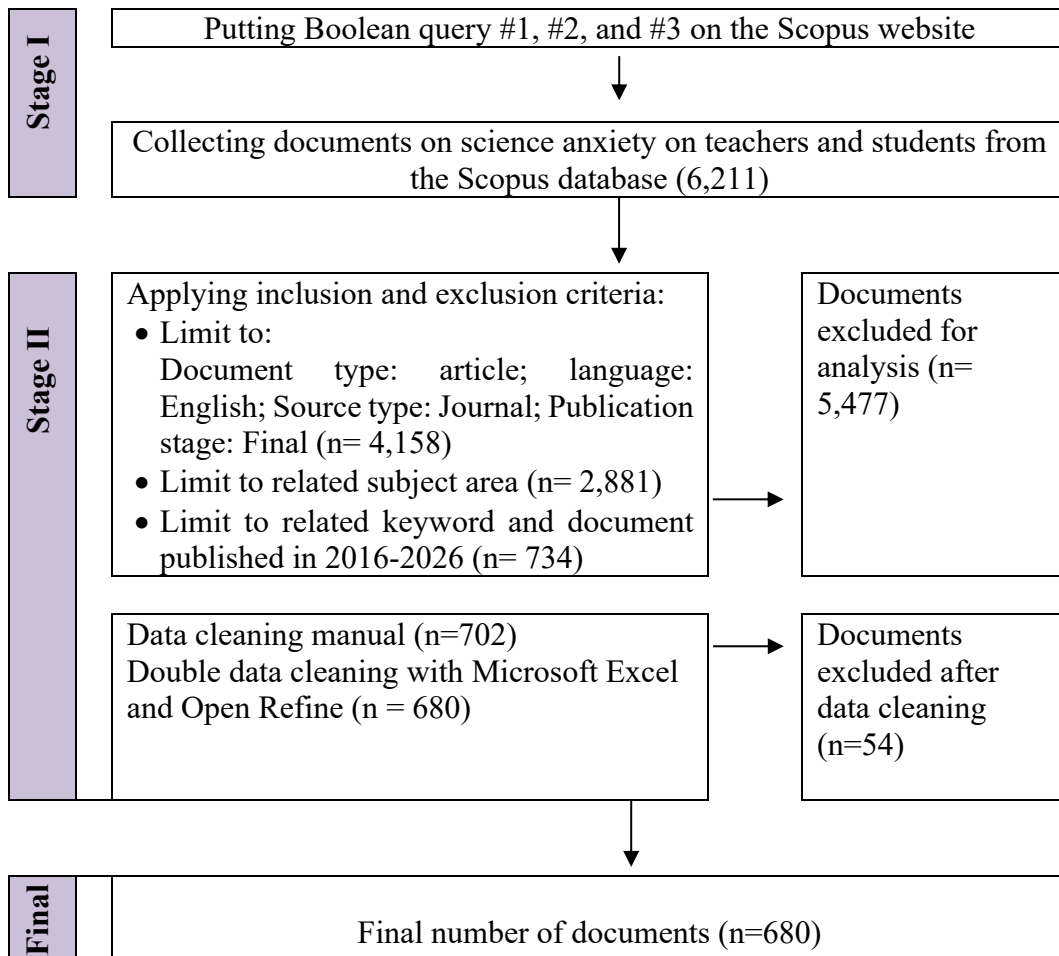 Stage I
Putting Boolean query #1, #2, and #3 on the Scopus website
Collecting documents on science anxiety on teachers and students from
the Scopus database (6,211)
Stage II
Applying inclusion and exclusion criteria:
• Limit to:
Document type: article; language:
English; Source type: Journal; Publication
stage: Final (n= 4,158)
• Limit to related subject area (n= 2,881)
• Limit to related keyword and document
published in 2016-2026 (n= 734)
Documents
excluded for
analysis (n=
5,477)
Data cleaning manual (n=702)
Double data cleaning with Microsoft Excel
and Open Refine (n = 680)
Documents
excluded after
data cleaning
(n=54)
Final
Final number of documents (n=680)